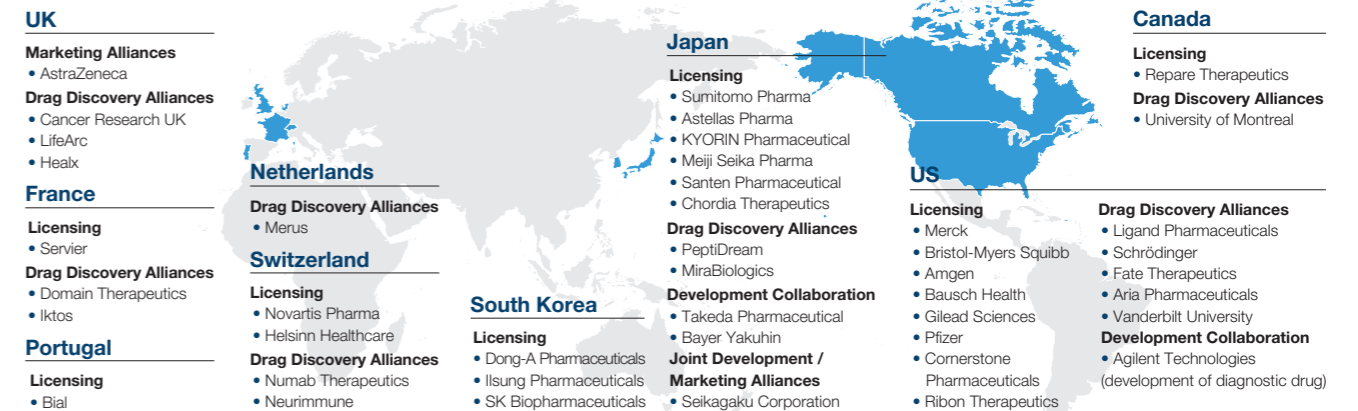 UK
Marketing Alliances
• AstraZeneca
Drag Discovery Alliances
• Cancer Research UK
• LifeArc
• Healx
France
Licensing
• Servier
Drag Discovery Alliances
• Domain Therapeutics
• Iktos
Portugal
Licensing
• Bial
Netherlands
Drag Discovery Alliances
• Merus
Switzerland
Licensing
• Novartis Pharma
• Helsinn Healthcare
Drag Discovery Alliances
• Numab Therapeutics
• Neurimmune
South Korea
Licensing
• Dong-A Pharmaceuticals
• Ilsung Pharmaceuticals
• SK Biopharmaceuticals
Japan
Licensing
• Sumitomo Pharma
• Astellas Pharma
• KYORIN Pharmaceutical
• Meiji Seika Pharma
• Santen Pharmaceutical
• Chordia Therapeutics
Drag Discovery Alliances
• PeptiDream
• MiraBiologics
Development Collaboration
• Takeda Pharmaceutical
• Bayer Yakuhin
Joint Development /
Marketing Alliances
• Seikagaku Corporation
Canada
Licensing
• Repare Therapeutics
Drag Discovery Alliances
• University of Montreal
US
Licensing
• Merck
• Bristol-Myers Squibb
• Amgen
• Bausch Health
• Gilead Sciences
• Pfizer
• Cornerstone
Pharmaceuticals
• Ribon Therapeutics
Drag Discovery Alliances
• Ligand Pharmaceuticals
• Schrödinger
• Fate Therapeutics
• Aria Pharmaceuticals
• Vanderbilt University
Development Collaboration
• Agilent Technologies
(development of diagnostic drug)